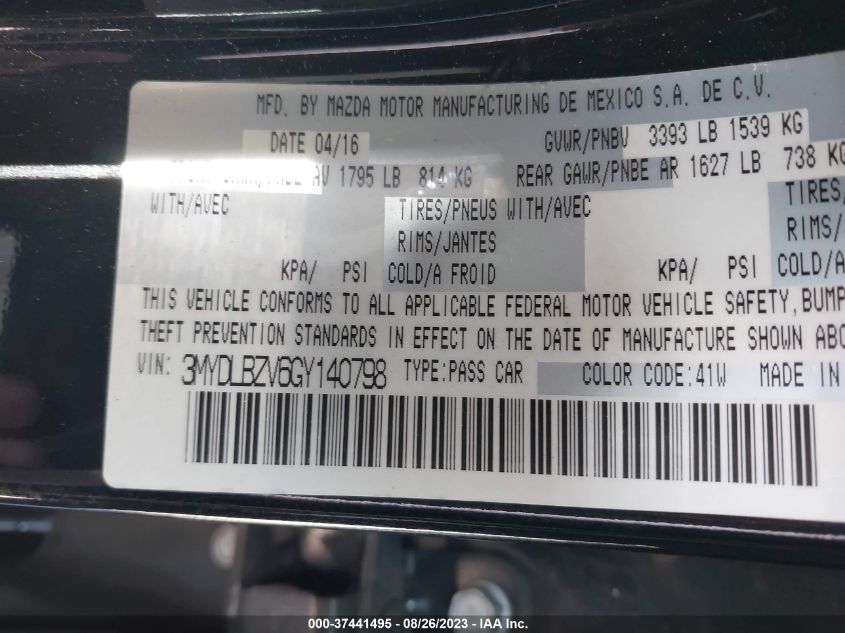 MFD. BY MAZDA MOTOR MANUFACTURING DE MEXICO S.A. DE C.V.
DATE 04/16 GVWR/PNBV 3393 LB 1539 KG
AV 1795 LB 814 KG REAR GAWR/PNBE AR 1627 LB 738 KG
WITH/AVEC TIRES/PNEUS WITH/AVEC TIRES/
RIMS/JANTES RIMS/
KPA/ PSI COLD/A FROID KPA/ PSI COLD/A
THIS VEHICLE CONFORMS TO ALL APPLICABLE FEDERAL MOTOR VEHICLE SAFETY, BUMP
THEFT PREVENTION STANDARDS IN EFFECT ON THE DATE OF MANUFACTURE SHOWN ABO
VIN: 3MYDLBZV6GY140798 TYPE:PASS CAR COLOR CODE:41W MADE IN
000-37441495 - 08/26/2023 - IAA Inc.